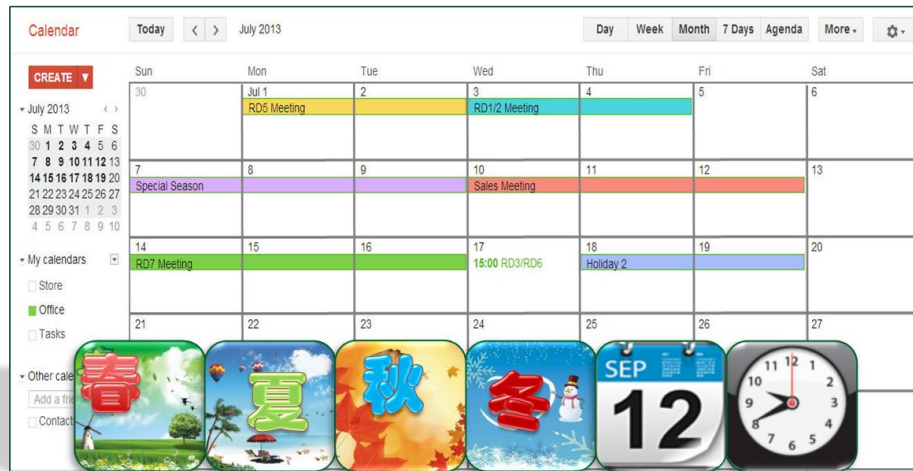 Calendar Today < > July 2013 Day Week Month 7 Days Agenda More
CREATE
July 2013 < >
S M T W T F S
30 1 2 3 4 5 6
7 8 9 10 11 12 13
14 15 16 17 18 19 20
21 22 23 24 25 26 27
28 29 30 31 1 2 3
4 5 6 7 8 9 10
My calendars
Store
Office
Tasks
Other cale
Add a frie
Contact
Sun Mon Tue Wed Thu Fri Sat
30 Jul 1 2 3 4 5 6
RD5 Meeting RD1/2 Meeting
7 8 9 10 11 12 13
Special Season Sales Meeting
14 15 16 17 18 19 20
RD7 Meeting 15:00 RD3/RD6 Holiday 2
21 22 23 24 25 26 27
春 夏 秋 冬
SEP
12
12 1 2 3 4 5 6 7 8 9 10 11